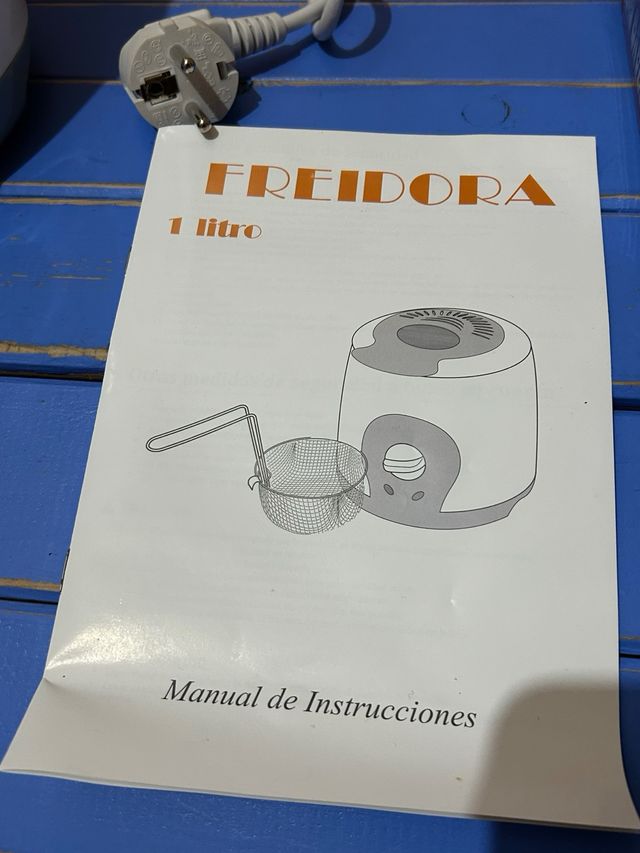 FREIDORA
1 litro
Manual de Instrucciones